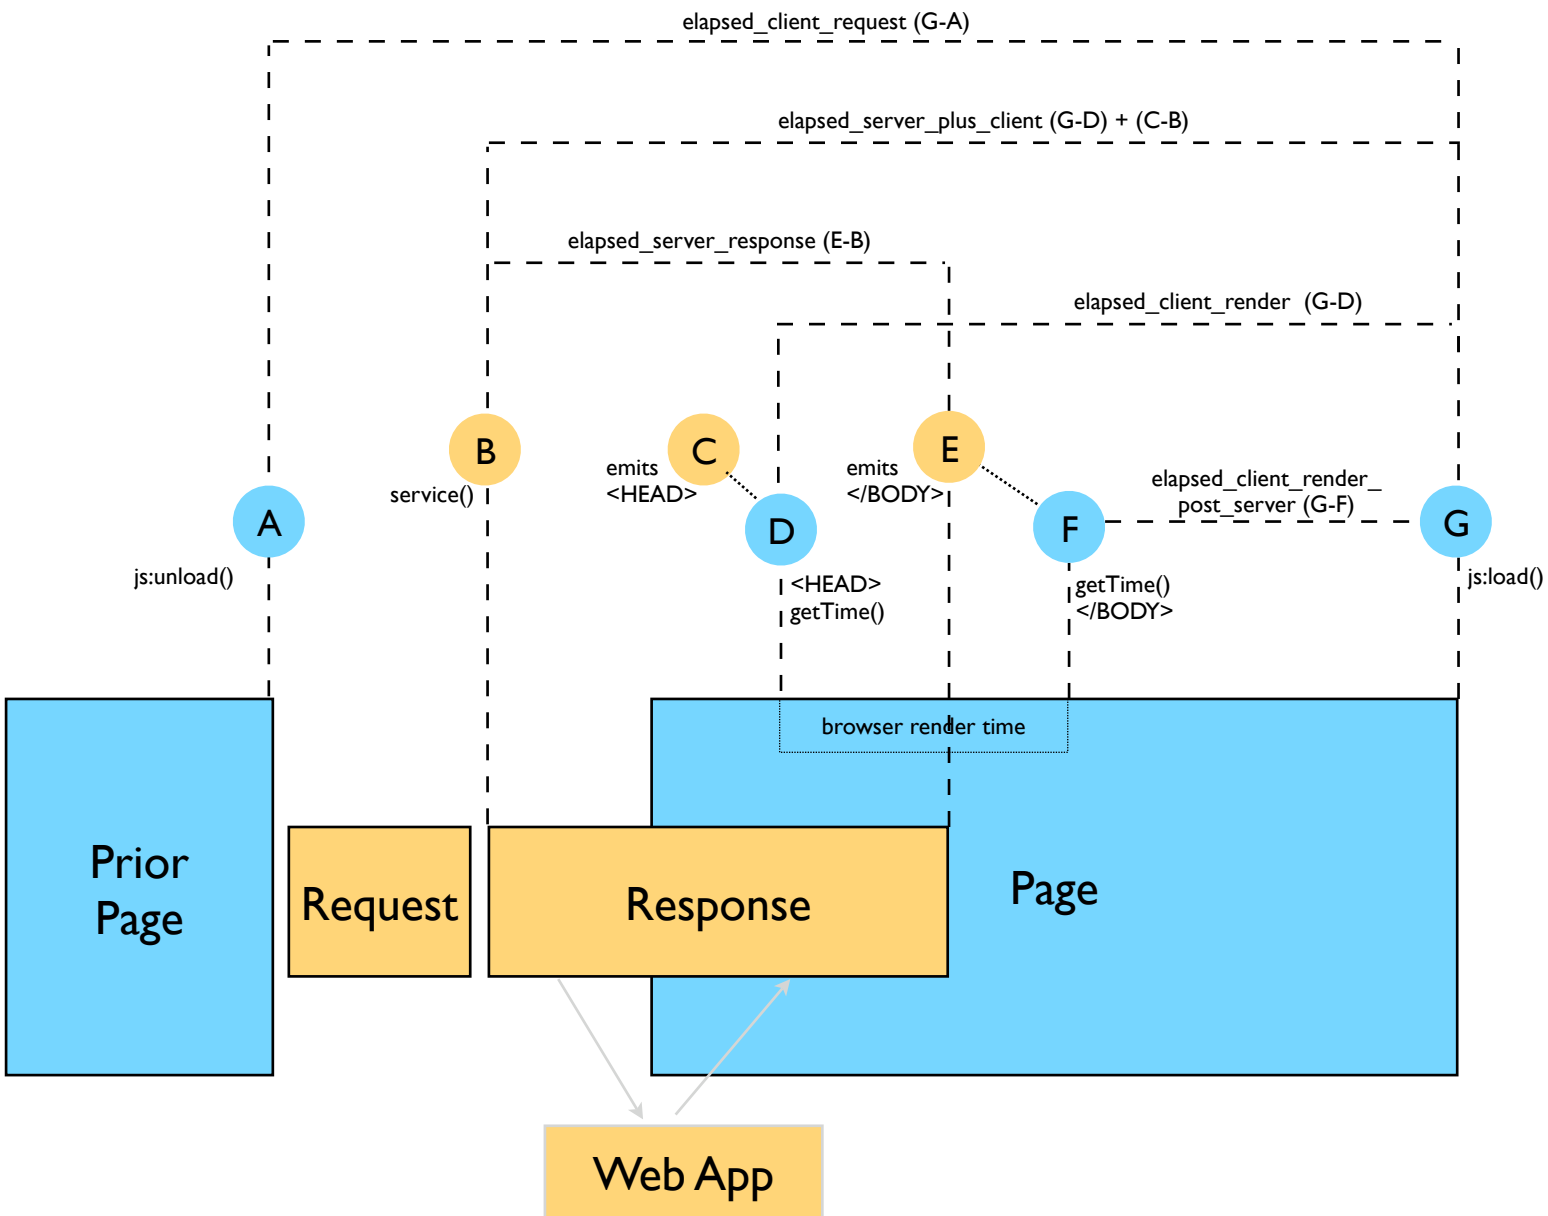 elapsed_client_request (G-A)
elapsed_server_plus_client (G-D) + (C-B)
elapsed_server_response (E-B)
elapsed_client_render (G-D)
B
C
E
emits
<HEAD>
emits
</BODY>
service()
elapsed_client_render_
post_server (G-F)
A
D
F
G
js:unload()
<HEAD>
getTime()
getTime()
</BODY>
js:load()
browser render time
Prior
Page
Request
Response
Page
Web App